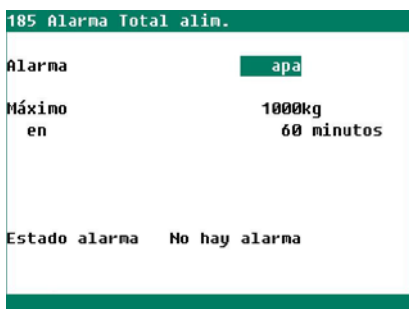 185 Alarma Total alim.
Alarma apa
Máximo 1000kg
en 60 minutos
Estado alarma No hay alarma